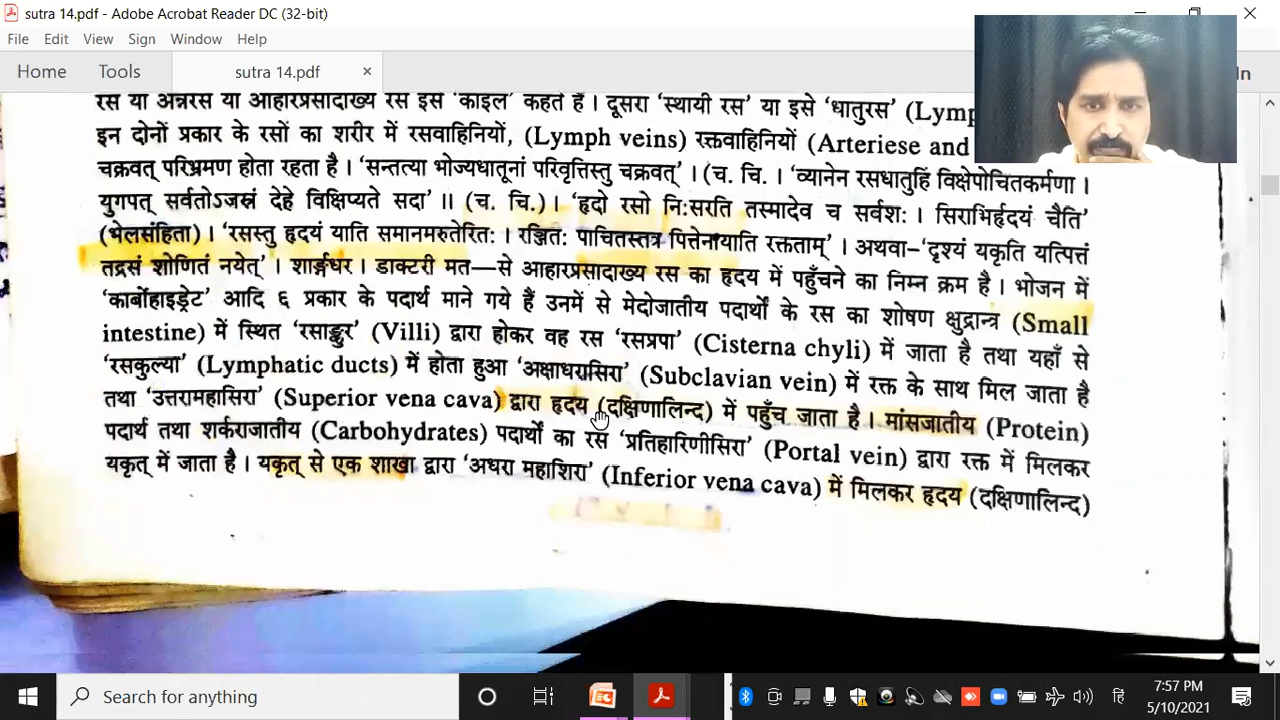 sutra 14.pdf - Adobe Acrobat Reader DC (32-bit)
File Edit View Sign Window Help
Home Tools sutra 14.pdf × In
रस या अन्नरस या आहारप्रसादाख्य रस इसे 'काइल' कहते हैं । दूसरा 'स्थायी रस' या इसे 'धातुरस'
इन दोनों प्रकार के रसों का शरीर में रसवाहिनियों, (Lymph veins) रक्तवाहिनियों (Arteriese and
चक्रवत् परिभ्रमण होता रहता है । 'सन्तत्या भोज्यधातूनां परिवृत्तिस्तु चक्रवत्' । (च. चि. । 'व्यानेन रसधातुर्हि विक्षेपोचितकर्मणा ।
युगपत् सर्वतोऽजस्रं देहे विक्षिप्यते सदा' ॥ (च. चि.) । 'हृदो रसो नि:सरति तस्मादेव च सर्वश: । सिराभिर्हृदयं चैति'
(भेलसंहिता) । 'रसस्तु हृदयं याति समानमरुतेरित: । रञ्जित: पाचितस्तत्र पित्तेनायाति रक्तताम्' । अथवा–'दृश्यं यकृति यत्पित्तं
तद्रसं शोणितं नयेत्' । शार्ङ्गधर । डाक्टरी मत—से आहारप्रसादाख्य रस का हृदय में पहुँचने का निम्न क्रम है । भोजन में
'कार्बोहाइड्रेट' आदि ६ प्रकार के पदार्थ माने गये हैं उनमें से मेदोजातीय पदार्थों के रस का शोषण क्षुद्रान्त्र (Small
intestine) में स्थित 'रसाङ्कुर' (Villi) द्वारा होकर वह रस 'रसप्रपा' (Cisterna chyli) में जाता है तथा यहाँ से
'रसकुल्या' (Lymphatic ducts) में होता हुआ 'अक्षाधरासिरा' (Subclavian vein) में रक्त के साथ मिल जाता है
तथा 'उत्तरामहासिरा' (Superior vena cava) द्वारा हृदय (दक्षिणालिन्द) में पहुँच जाता है । मांसजातीय (Protein)
पदार्थ तथा शर्कराजातीय (Carbohydrates) पदार्थों का रस 'प्रतिहारिणीसिरा' (Portal vein) द्वारा रक्त में मिलकर
यकृत् में जाता है । यकृत् से एक शाखा द्वारा 'अधरा महाशिरा' (Inferior vena cava) में मिलकर हृदय (दक्षिणालिन्द)
Search for anything
हि
7:57 PM
5/10/2021